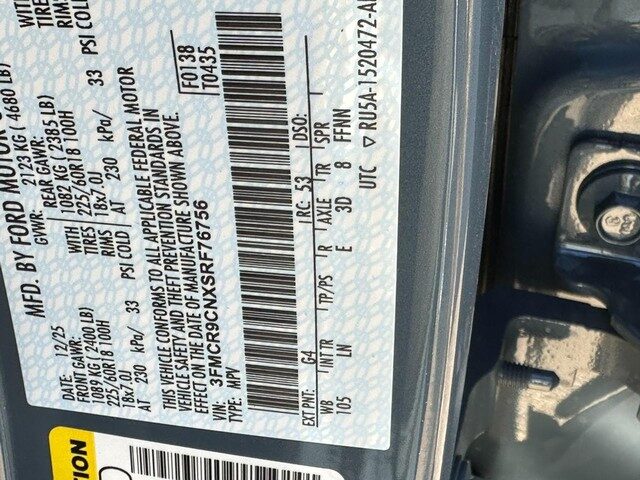 MFD. BY FORD MOTOR
GVWR: 2123 KG ( 4680 LB)
12/25
FRONT GAWR: REAR GAWR: WITH
1089 KG ( 2400 LB) 1082 KG ( 2385 LB) TIRES
225/60R18 100H TIRES 225/60R18 100H
18x7.0J RIMS 18x7.0J
AT 230 kPa/ 33 PSI COLD AT 230 kPa/ 33 PSI COLD
THIS VEHICLE CONFORMS TO ALL APPLICABLE FEDERAL MOTOR
VEHICLE SAFETY AND THEFT PREVENTION STANDARDS IN
EFFECT ON THE DATE OF MANUFACTURE SHOWN ABOVE.
VIN: 3FMCR9CNXSRF76756
TYPE: MPV
F0138
T0435
EXT PNT: G4 RC: 53 DSO:
WB INT TR TP/PS R AXLE TR SPR
105 LN E 3D 8 FFNN
UTC ▽ RU5A-1520472-A